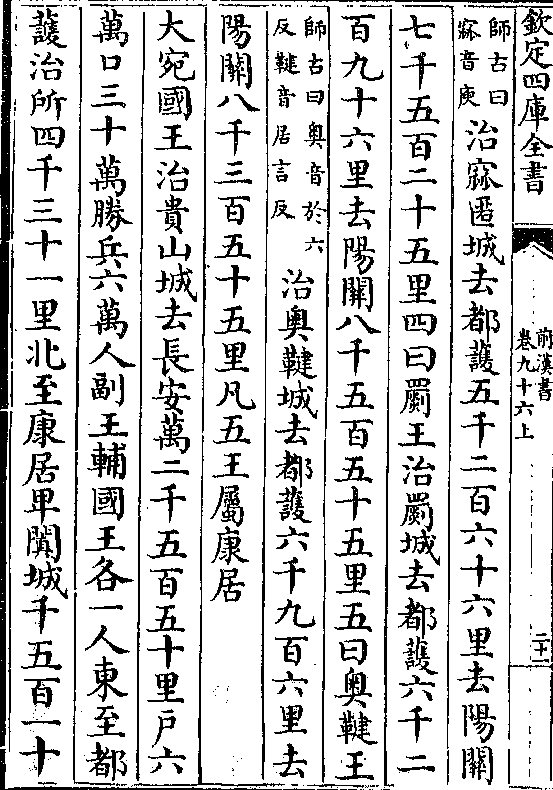 欽定四庫全書
前漢書
卷九十六上
二十二
師古曰
窳音庾
治窳匿城去都䕶五千二百六十六里去陽關
七千五百二十五里四曰罽王治罽城去都䕶六千二
百九十六里去陽關八千五百五十五里五曰奥鞬王
師古曰奥音於六
反鞬音居言反
治奥鞬城去都䕶六千九百六里去
陽關八千三百五十五里凡五王屬康居
大宛國王治貴山城去長安萬二千五百五十里户六
萬口三十萬勝兵六萬人副王輔國王各一人東至都
䕶治所四千三十一里北至康居卑闐城千五百一十